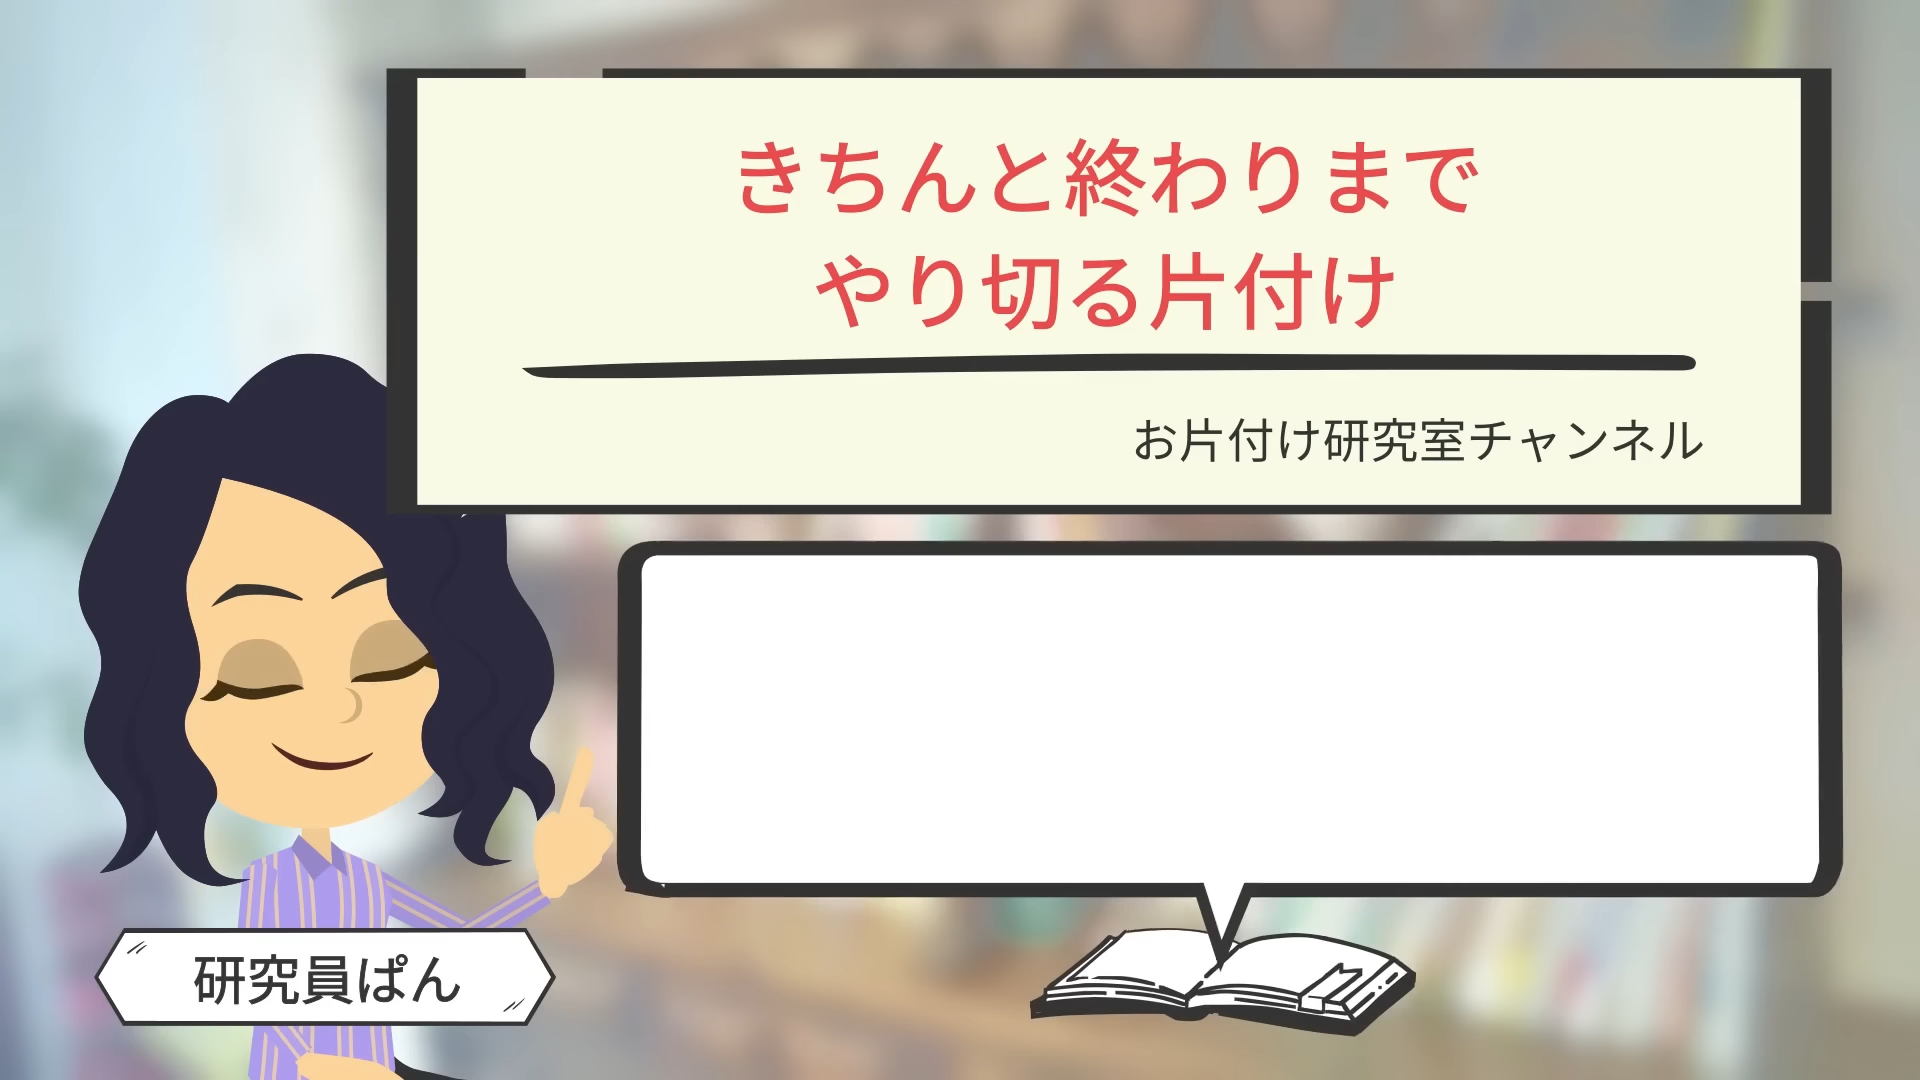 きちんと終わりまで
やり切る片付け
お片付け研究室チャンネル
研究員ぱん